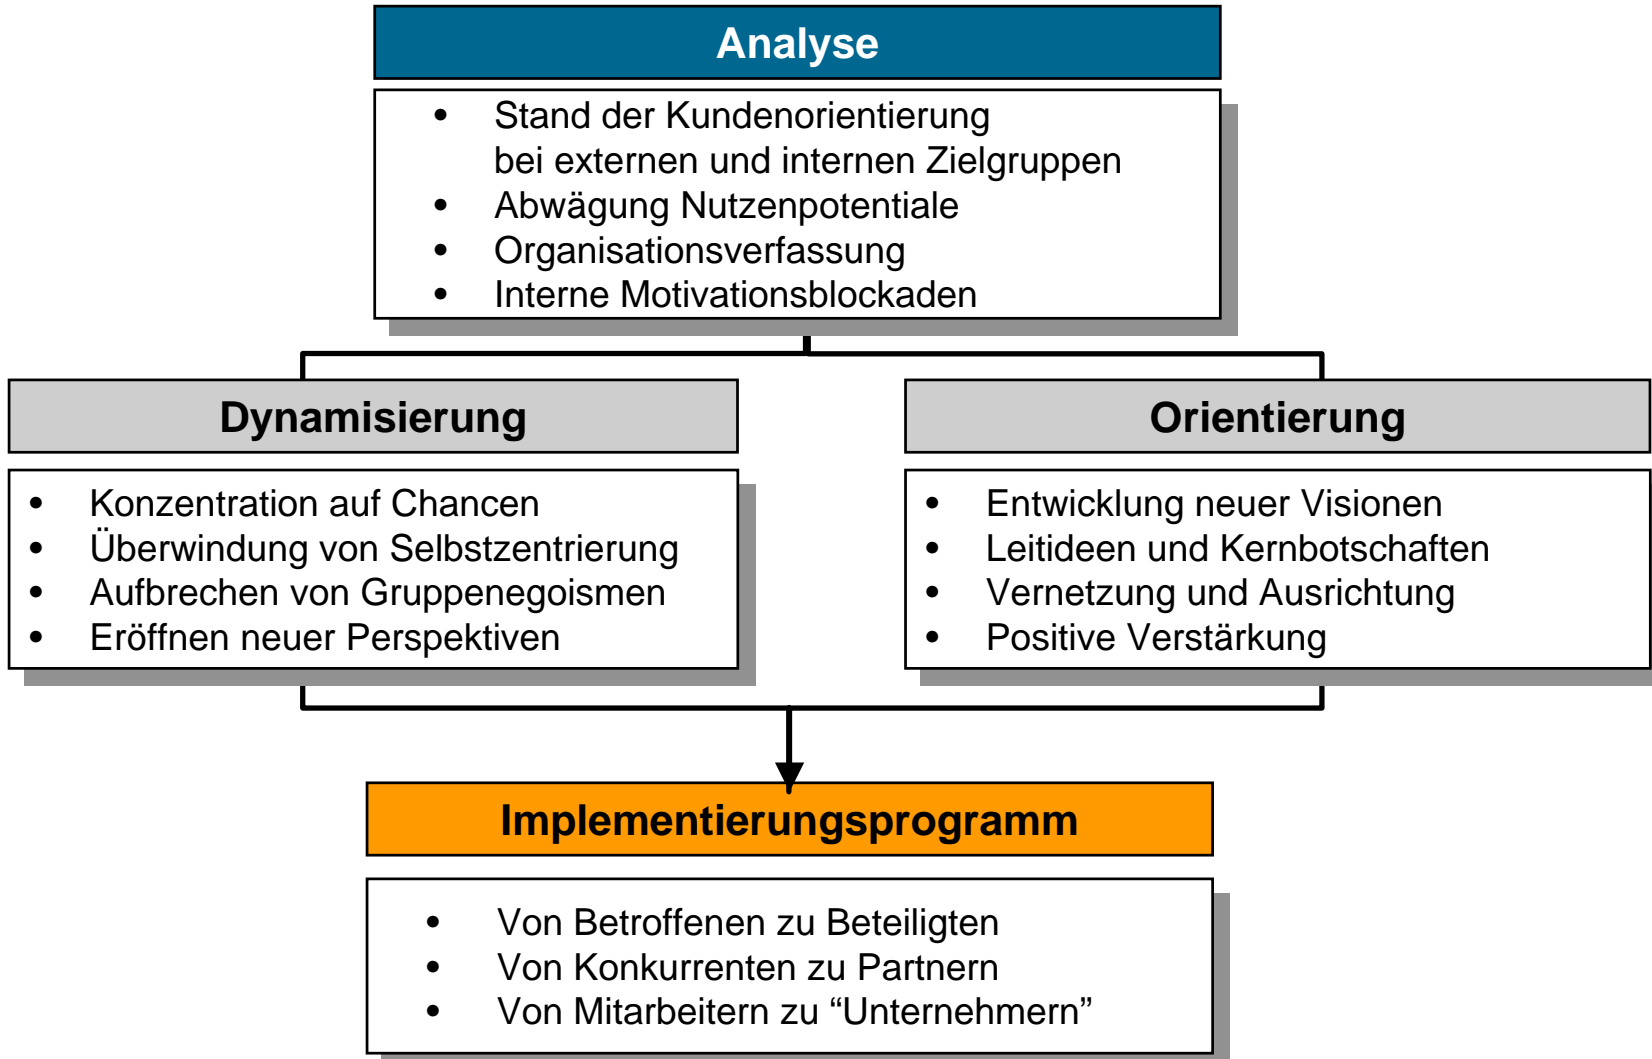 Analyse
• Stand der Kundenorientierung
bei externen und internen Zielgruppen
• Abwägung Nutzenpotentiale
• Organisationsverfassung
• Interne Motivationsblockaden
Dynamisierung
• Konzentration auf Chancen
• Überwindung von Selbstzentrierung
• Aufbrechen von Gruppenegoismen
• Eröffnen neuer Perspektiven
Orientierung
• Entwicklung neuer Visionen
• Leitideen und Kernbotschaften
• Vernetzung und Ausrichtung
• Positive Verstärkung
Implementierungsprogramm
• Von Betroffenen zu Beteiligten
• Von Konkurrenten zu Partnern
• Von Mitarbeitern zu “Unternehmern”